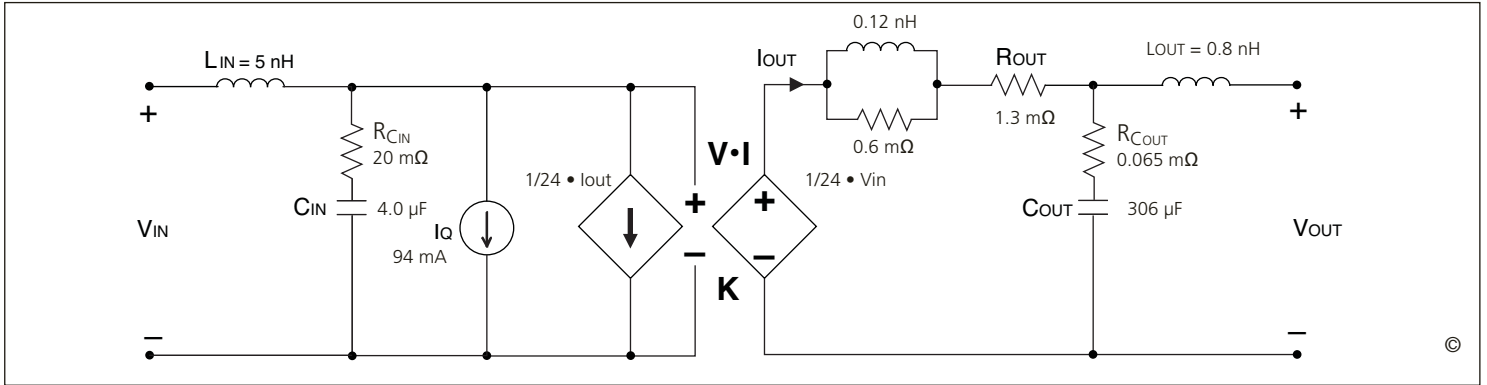 LIN = 5 nH
+
RCIN
20 mΩ
CIN
4.0 µF
VIN
IQ
94 mA
−
1/24 • Iout
+
−
V•I
K
1/24 • Vin
+
−
IOUT
0.12 nH
0.6 mΩ
ROUT
1.3 mΩ
LOUT = 0.8 nH
+
RCOUT
0.065 mΩ
COUT
306 µF
VOUT
−
©